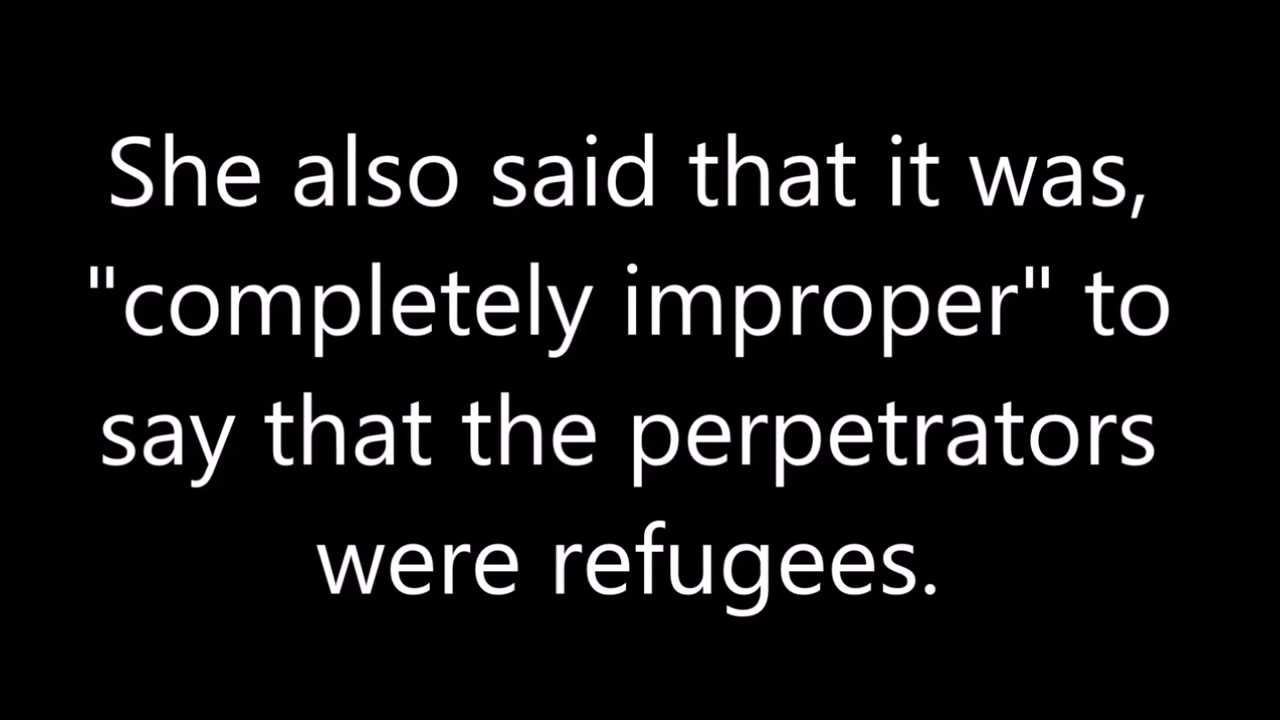 She also said that it was,
"completely improper" to
say that the perpetrators
were refugees.